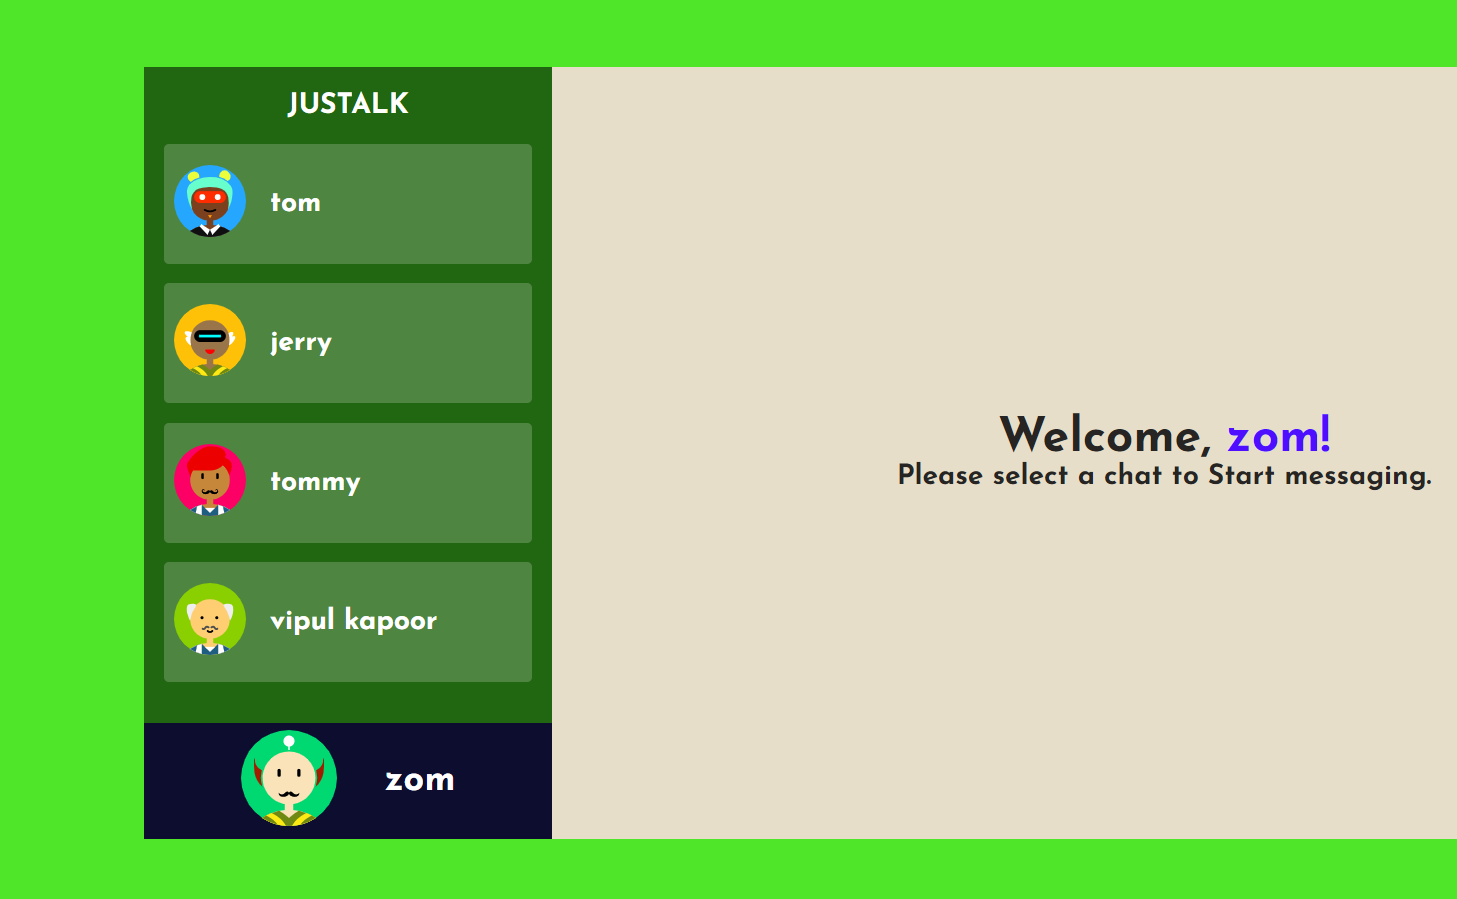 JUSTALK
tom
jerry
tommy
vipul kapoor
zom
Welcome, zom!
Please select a chat to Start messaging.